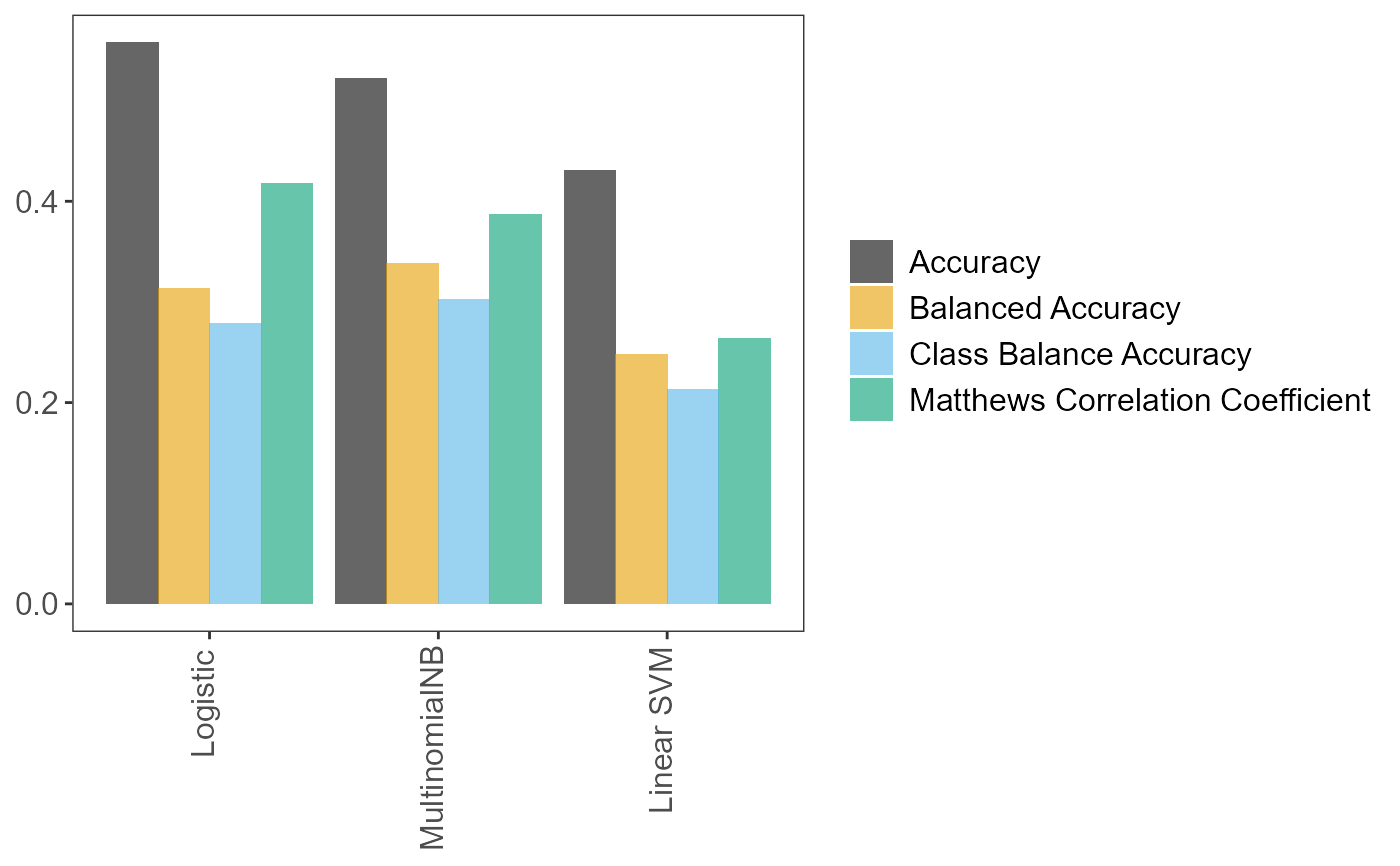 0.4
0.2
0.0
Logistic
MultinomialNB
Linear SVM
Accuracy
Balanced Accuracy
Class Balance Accuracy
Matthews Correlation Coefficient